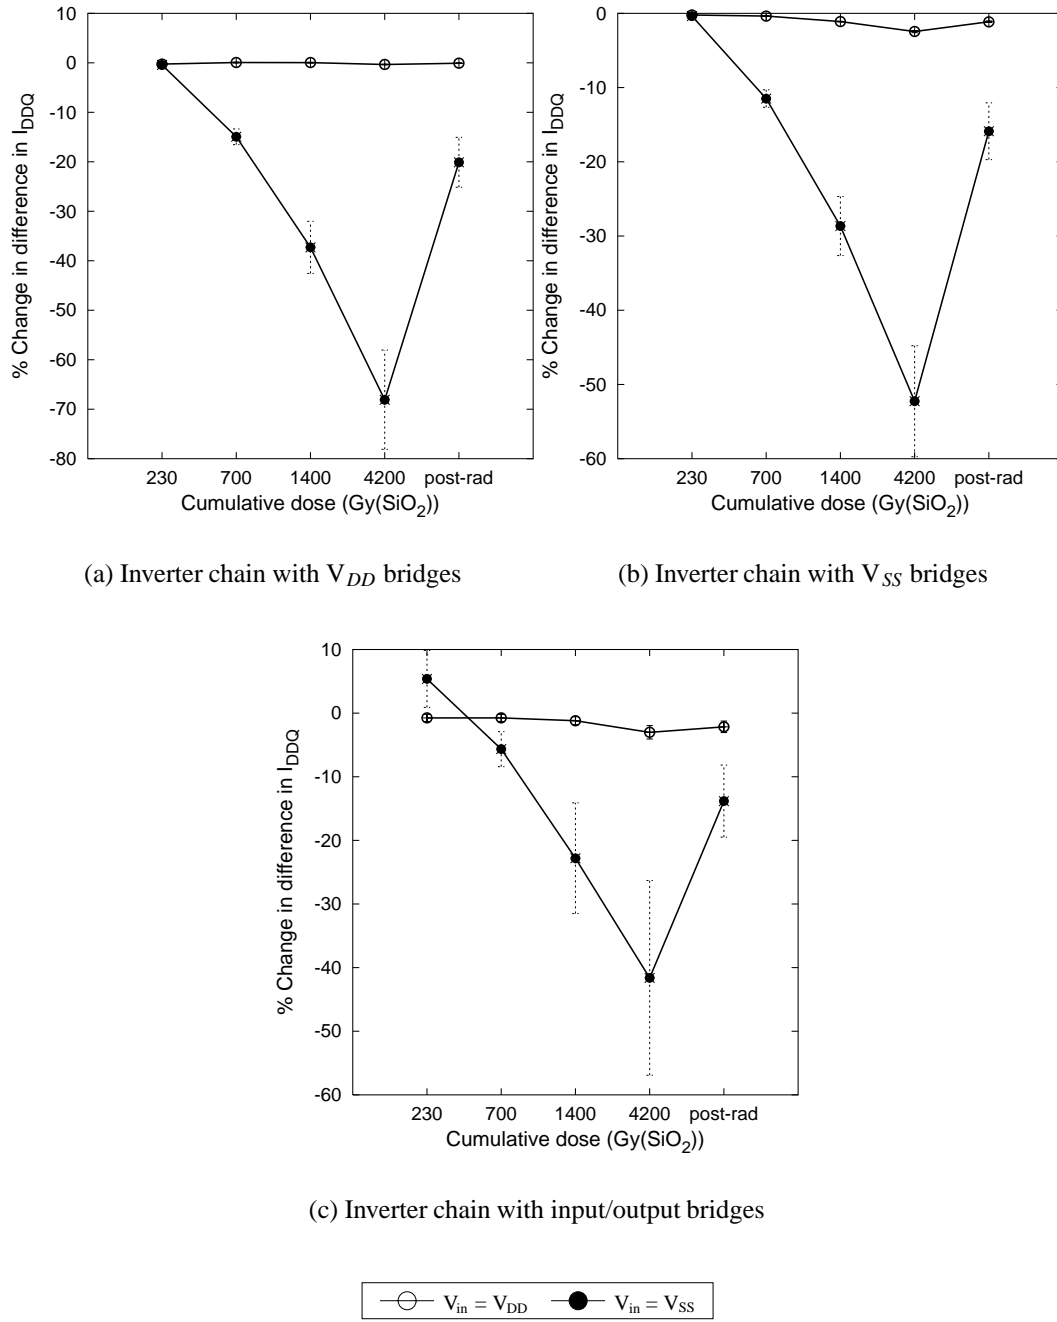 10
0
-10
-20
-30
-40
-50
-60
-70
-80
% Change in difference in I_DDQ
230 700 1400 4200 post-rad
Cumulative dose (Gy(SiO2))
(a) Inverter chain with V_DD bridges
0
-10
-20
-30
-40
-50
-60
% Change in difference in I_DDQ
230 700 1400 4200 post-rad
Cumulative dose (Gy(SiO2))
(b) Inverter chain with V_SS bridges
10
0
-10
-20
-30
-40
-50
-60
% Change in difference in I_DDQ
230 700 1400 4200 post-rad
Cumulative dose (Gy(SiO2))
(c) Inverter chain with input/output bridges
V_in = V_DD V_in = V_SS